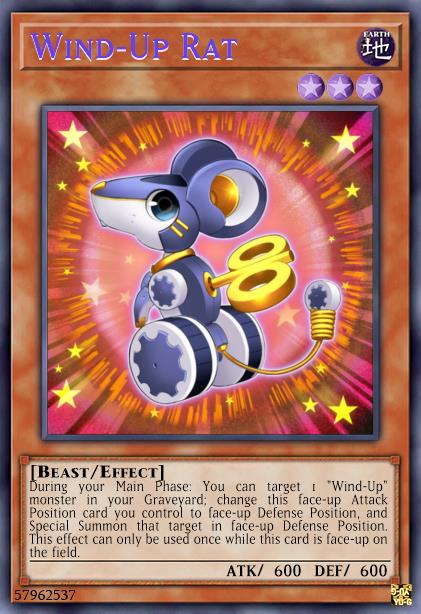 Wind-Up Rat
EARTH
地
[Beast/Effect]
During your Main Phase: You can target 1 "Wind-Up"
monster in your Graveyard; change this face-up Attack
Position card you control to face-up Defense Position, and
Special Summon that target in face-up Defense Position.
This effect can only be used once while this card is face-up on
the field.
ATK/ 600 DEF/ 600
57962537